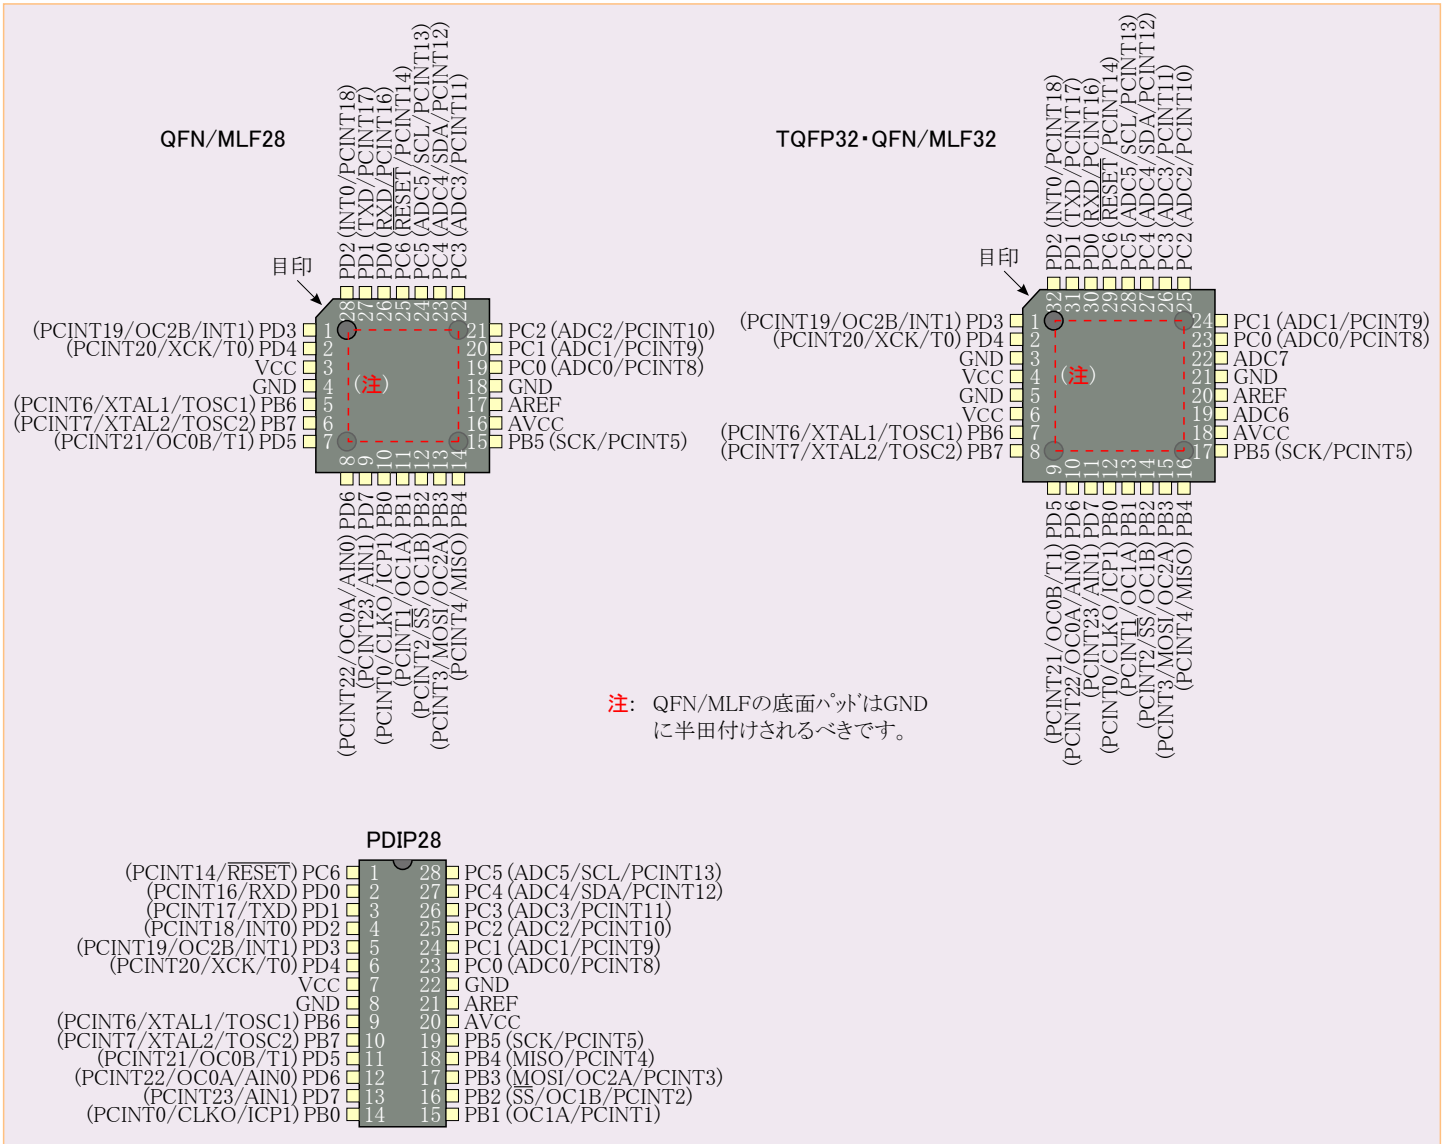 QFN/MLF28
目印
PD2 (INT0/PCINT18)
PD1 (TXD/PCINT17)
PD0 (RXD/PCINT16)
PC6 (RESET/PCINT14)
PC5 (ADC5/SCL/PCINT13)
PC4 (ADC4/SDA/PCINT12)
PC3 (ADC3/PCINT11)
28 27 26 25 24 23 22
(PCINT19/OC2B/INT1) PD3 1
(PCINT20/XCK/T0) PD4 2
VCC 3
GND 4
(PCINT6/XTAL1/TOSC1) PB6 5
(PCINT7/XTAL2/TOSC2) PB7 6
(PCINT21/OC0B/T1) PD5 7
(注)
21 PC2 (ADC2/PCINT10)
20 PC1 (ADC1/PCINT9)
19 PC0 (ADC0/PCINT8)
18 GND
17 AREF
16 AVCC
15 PB5 (SCK/PCINT5)
8 9 10 11 12 13 14
(PCINT22/OC0A/AIN0) PD6
(PCINT23/AIN1) PD7
(PCINT0/CLKO/ICP1) PB0
(PCINT1/OC1A) PB1
(PCINT2/SS/OC1B) PB2
(PCINT3/MOSI/OC2A) PB3
(PCINT4/MISO) PB4
TQFP32・QFN/MLF32
目印
PD2 (INT0/PCINT18)
PD1 (TXD/PCINT17)
PD0 (RXD/PCINT16)
PC6 (RESET/PCINT14)
PC5 (ADC5/SCL/PCINT13)
PC4 (ADC4/SDA/PCINT12)
PC3 (ADC3/PCINT11)
PC2 (ADC2/PCINT10)
32 31 30 29 28 27 26 25
(PCINT19/OC2B/INT1) PD3 1
(PCINT20/XCK/T0) PD4 2
GND 3
VCC 4
GND 5
VCC 6
(PCINT6/XTAL1/TOSC1) PB6 7
(PCINT7/XTAL2/TOSC2) PB7 8
(注)
24 PC1 (ADC1/PCINT9)
23 PC0 (ADC0/PCINT8)
22 ADC7
21 GND
20 AREF
19 ADC6
18 AVCC
17 PB5 (SCK/PCINT5)
9 10 11 12 13 14 15 16
(PCINT21/OC0B/T1) PD5
(PCINT22/OC0A/AIN0) PD6
(PCINT23/AIN1) PD7
(PCINT0/CLKO/ICP1) PB0
(PCINT1/OC1A) PB1
(PCINT2/SS/OC1B) PB2
(PCINT3/MOSI/OC2A) PB3
(PCINT4/MISO) PB4
注: QFN/MLFの底面ﾊﾟｯﾄﾞはGND
に半田付けされるべきです。
PDIP28
(PCINT14/RESET) PC6 1 28 PC5 (ADC5/SCL/PCINT13)
(PCINT16/RXD) PD0 2 27 PC4 (ADC4/SDA/PCINT12)
(PCINT17/TXD) PD1 3 26 PC3 (ADC3/PCINT11)
(PCINT18/INT0) PD2 4 25 PC2 (ADC2/PCINT10)
(PCINT19/OC2B/INT1) PD3 5 24 PC1 (ADC1/PCINT9)
(PCINT20/XCK/T0) PD4 6 23 PC0 (ADC0/PCINT8)
VCC 7 22 GND
GND 8 21 AREF
(PCINT6/XTAL1/TOSC1) PB6 9 20 AVCC
(PCINT7/XTAL2/TOSC2) PB7 10 19 PB5 (SCK/PCINT5)
(PCINT21/OC0B/T1) PD5 11 18 PB4 (MISO/PCINT4)
(PCINT22/OC0A/AIN0) PD6 12 17 PB3 (MOSI/OC2A/PCINT3)
(PCINT23/AIN1) PD7 13 16 PB2 (SS/OC1B/PCINT2)
(PCINT0/CLKO/ICP1) PB0 14 15 PB1 (OC1A/PCINT1)